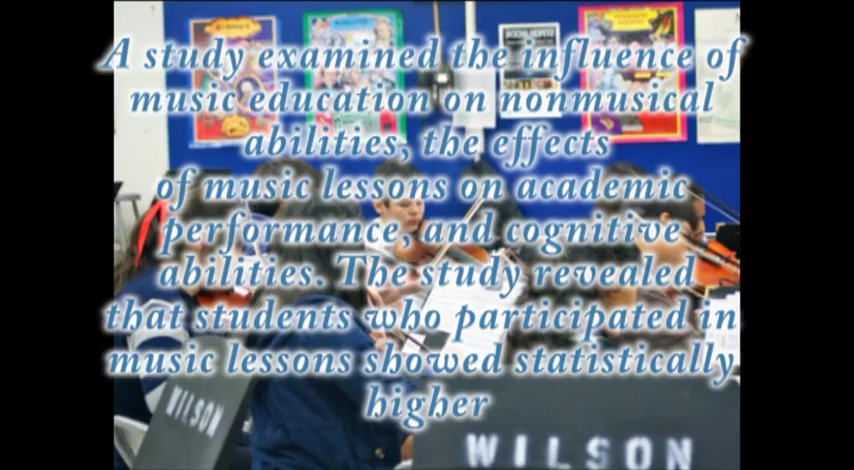 A study examined the influence of
music education on nonmusical
abilities, the effects
of music lessons on academic
performance, and cognitive
abilities. The study revealed
that students who participated in
music lessons showed statistically
higher
WILSON
WILSON